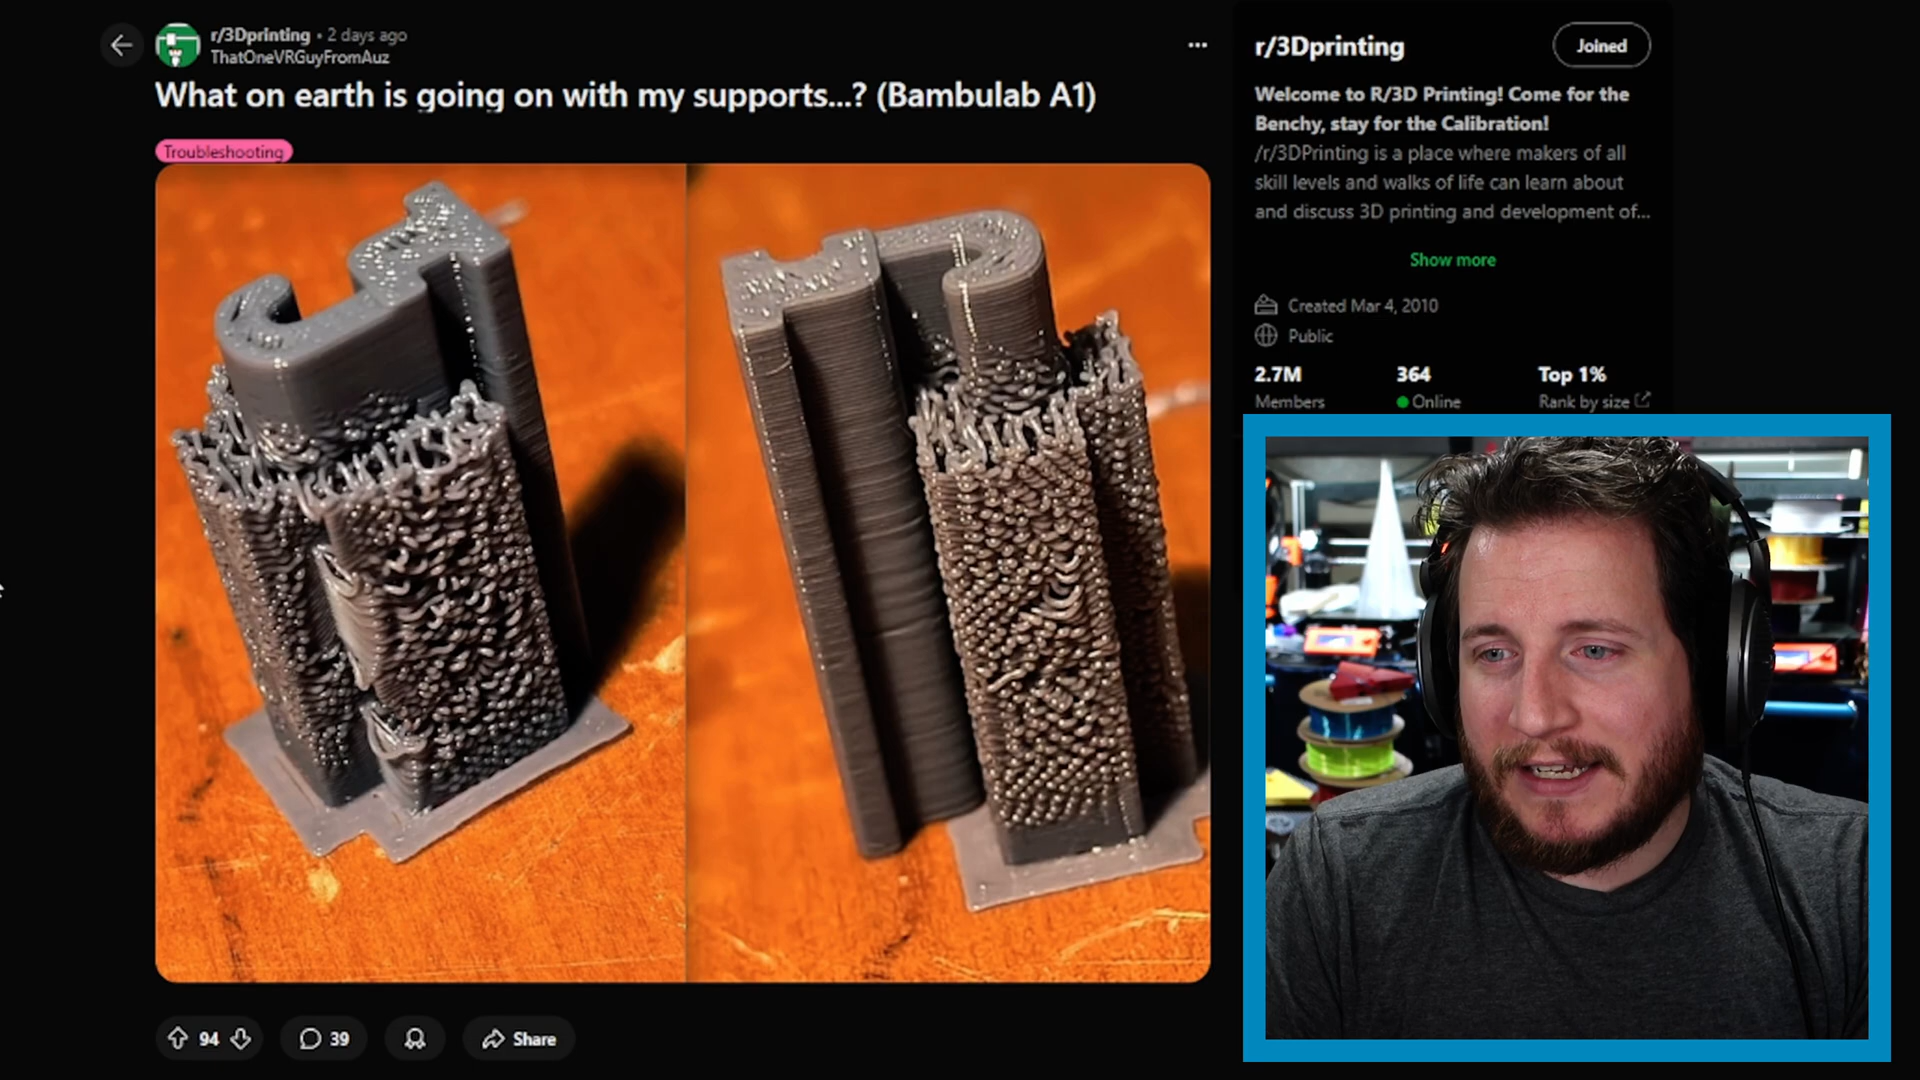 r/3Dprinting • 2 days ago
ThatOneVRGuyFromAuz
What on earth is going on with my supports...? (Bambulab A1)
Troubleshooting
94
39
Share
r/3Dprinting
Joined
Welcome to R/3D Printing! Come for the
Benchy, stay for the Calibration!
/r/3DPrinting is a place where makers of all
skill levels and walks of life can learn about
and discuss 3D printing and development of...
Show more
Created Mar 4, 2010
Public
2.7M
364
Top 1%
Members
Online
Rank by size